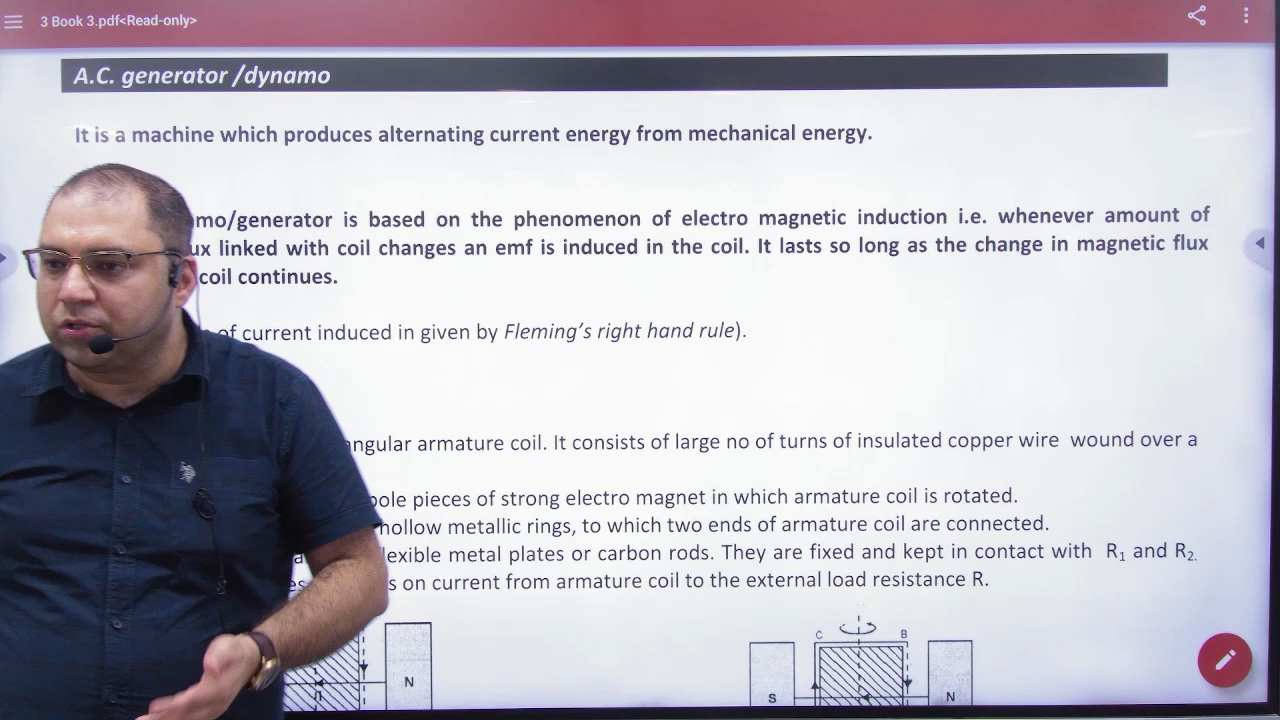 3 Book 3.pdf<Read-only>
A.C. generator /dynamo
It is a machine which produces alternating current energy from mechanical energy.
mo/generator is based on the phenomenon of electro magnetic induction i.e. whenever amount of
ux linked with coil changes an emf is induced in the coil. It lasts so long as the change in magnetic flux
coil continues.
of current induced in given by Fleming's right hand rule).
ngular armature coil. It consists of large no of turns of insulated copper wire wound over a
pole pieces of strong electro magnet in which armature coil is rotated.
hollow metallic rings, to which two ends of armature coil are connected.
lexible metal plates or carbon rods. They are fixed and kept in contact with R₁ and R₂.
s on current from armature coil to the external load resistance R.
C B
N S N